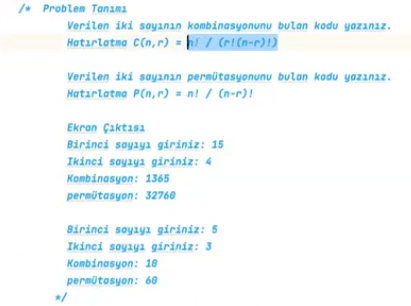 /* Problem Tanımı
Verilen iki sayının kombinasyonunu bulan kodu yazınız.
Hatırlatma C(n,r) = n! / (r!(n-r)!)
Verilen iki sayının permütasyonunu bulan kodu yazınız.
Hatırlatma P(n,r) = n! / (n-r)!
Ekran Çıktısı
Birinci sayıyı giriniz: 15
Ikinci sayıyı giriniz: 4
Kombinasyon: 1365
permütasyon: 32760
Birinci sayıyı giriniz: 5
Ikinci sayıyı giriniz: 3
Kombinasyon: 10
permütasyon: 60
*/